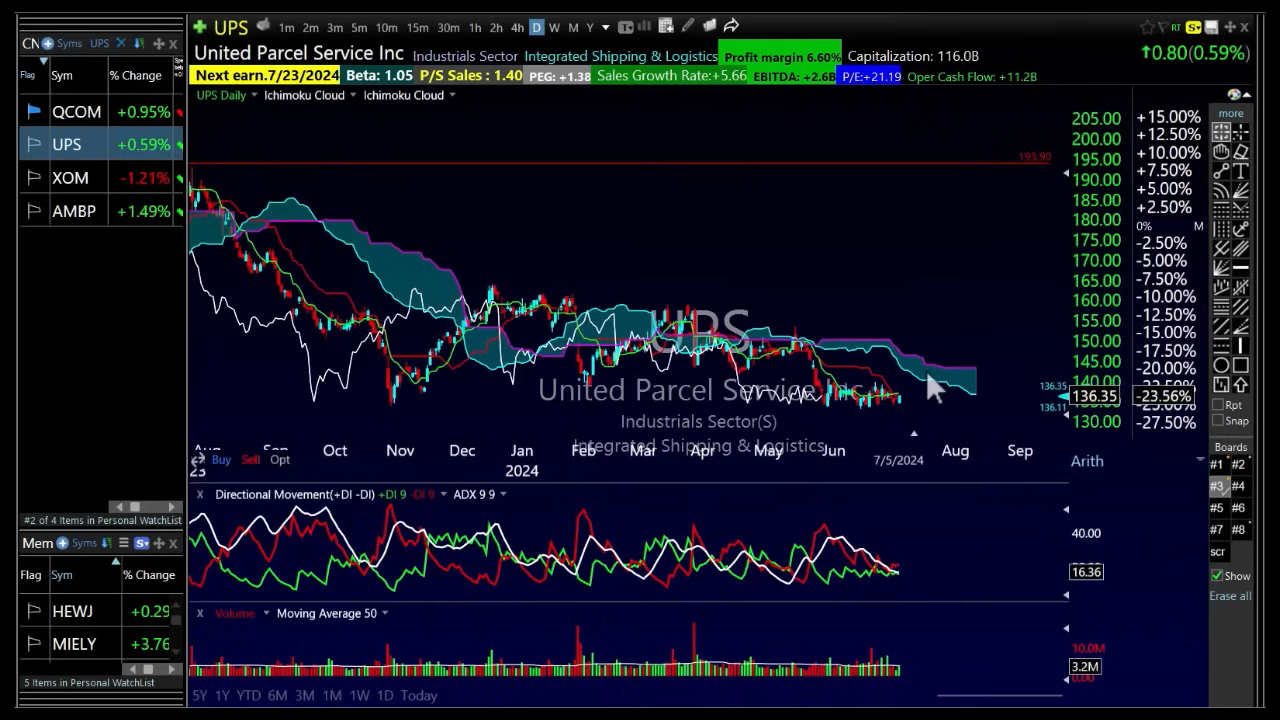 UPS 1m 2m 3m 5m 10m 15m 30m 1h 2h 4h D W M Y
RT S
CN Syms UPS
United Parcel Service Inc Industrials Sector Integrated Shipping & Logistics Profit margin 6.60% Capitalization: 116.0B
0.80(0.59%)
Flag Sym % Change
Next earn.7/23/2024 Beta: 1.05 P/S Sales : 1.40 PEG: +1.38 Sales Growth Rate:+5.66 EBITDA: +2.6B P/E:+21.19 Oper Cash Flow: +11.2B
UPS Daily Ichimoku Cloud Ichimoku Cloud
QCOM +0.95%
UPS +0.59%
XOM -1.21%
AMBP +1.49%
more
205.00 +15.00%
200.00 +12.50%
193.90
195.00 +10.00%
190.00 +7.50%
185.00 +5.00%
180.00 +2.50%
0% M
175.00 -2.50%
170.00 -5.00%
165.00 -7.50%
160.00 -10.00%
155.00 -12.50%
150.00 -15.00%
145.00 -17.50%
140.00
136.35
136.35 -23.56%
136.11
130.00 -27.50%
UPS
United Parcel Service Inc
Industrials Sector(S)
Integrated Shipping & Logistics
Rpt
Snap
Aug Sep Oct Nov Dec Jan Feb Mar Apr May Jun 7/5/2024 Aug Sep
23 2024
Buy Sell Opt
Arith
Boards
#1 #2
#3 #4
#5 #6
#7 #8
scr
Show
Erase all
Directional Movement(+DI -DI) +DI 9 -DI 9 ADX 9 9
40.00
16.36
#2 of 4 Items in Personal WatchList
Mem Syms S
Flag Sym % Change
HEWJ +0.29
MIELY +3.76
5 Items in Personal WatchList
Volume Moving Average 50
10.0M
3.2M
0.00
5Y 1Y YTD 6M 3M 1M 1W 1D Today